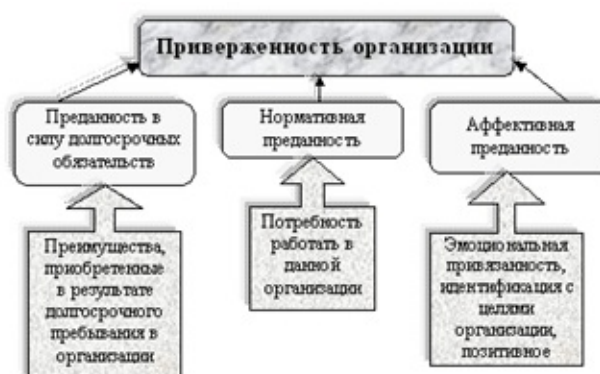 Приверженность организации
Преданность в
силу долгосрочных
обязательств
Нормативная
преданность
Аффективная
преданность
Преимущества,
приобретенные
в результате
долгосрочного
пребывания в
организации
Потребность
работать в
данной
организации
Эмоциональная
привязанность,
идентификация с
целями
организации,
позитивное